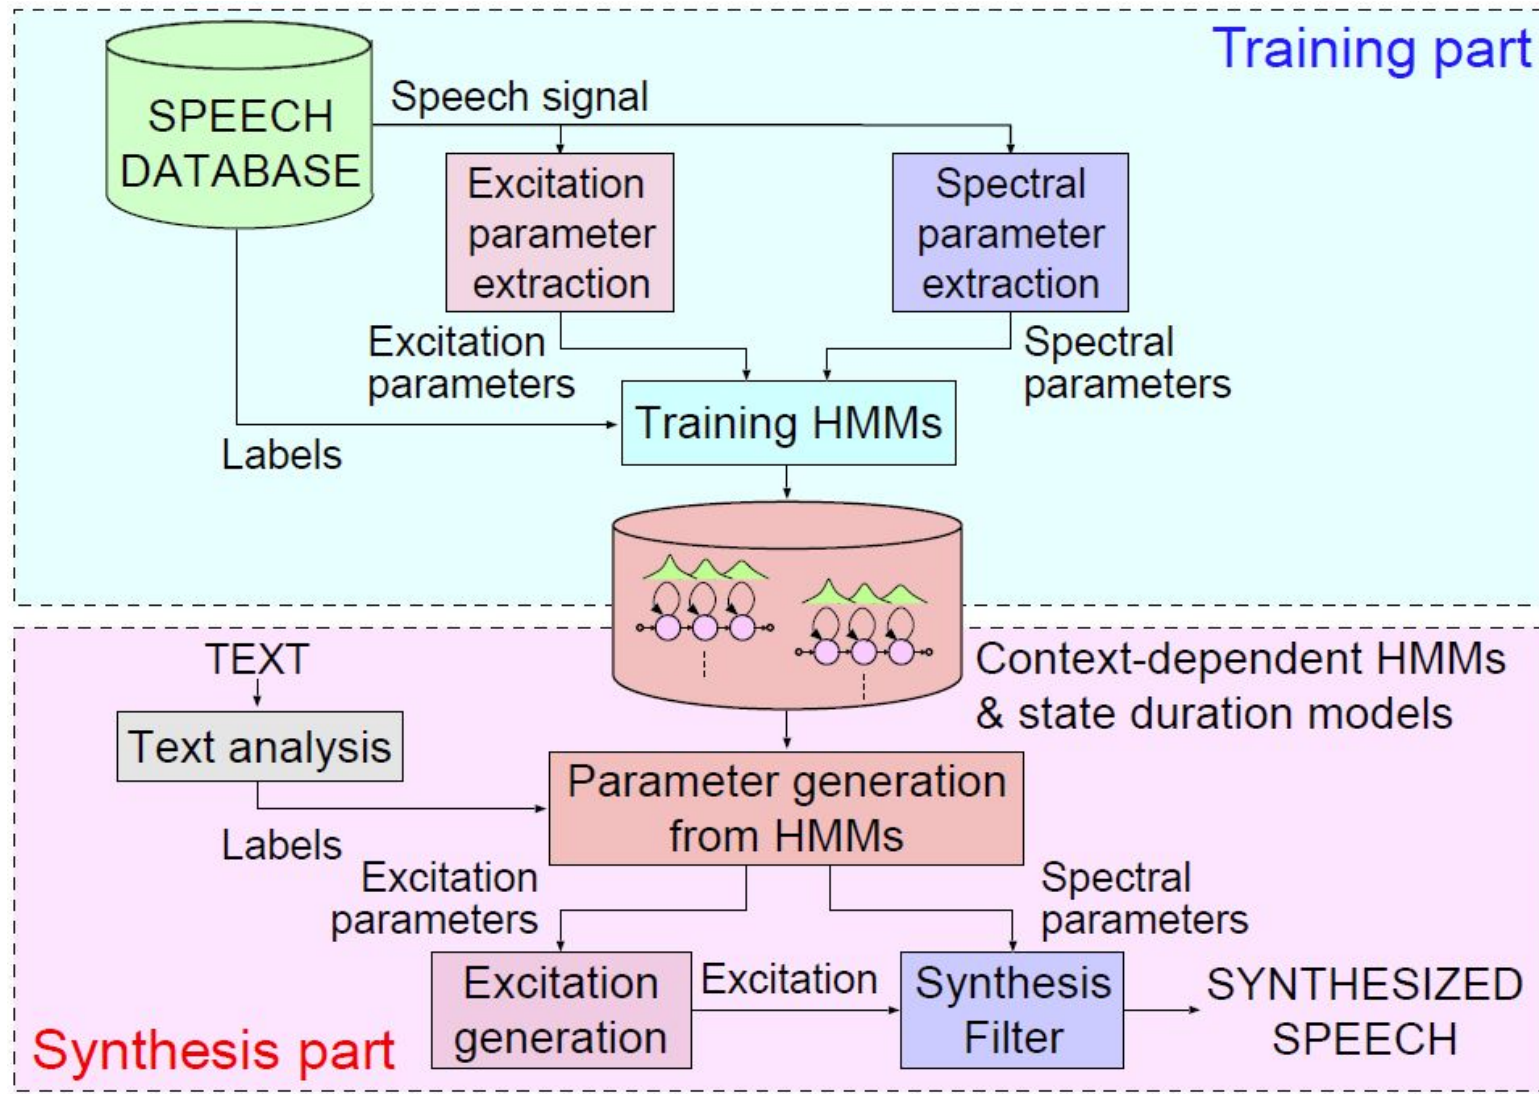 Training part
SPEECH
DATABASE
Speech signal
Excitation
parameter
extraction
Spectral
parameter
extraction
Excitation
parameters
Spectral
parameters
Training HMMs
Labels
Context-dependent HMMs
& state duration models
TEXT
Text analysis
Labels
Parameter generation
from HMMs
Excitation
parameters
Spectral
parameters
Excitation
generation
Excitation
Synthesis
Filter
SYNTHESIZED
SPEECH
Synthesis part